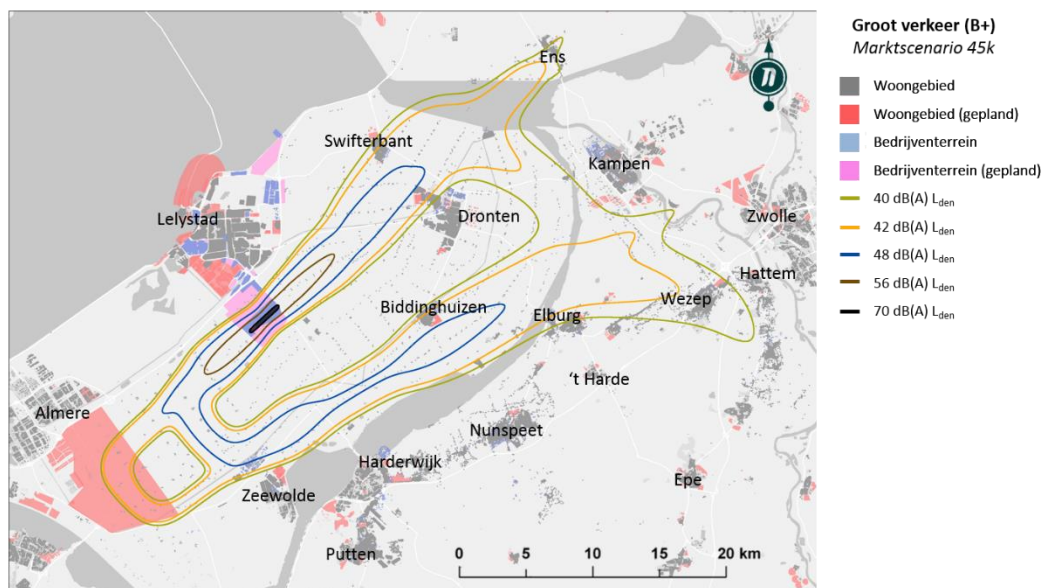 Groot verkeer (B+)
Marktscenario 45k
Woongebied
Woongebied (gepland)
Bedrijventerrein
Bedrijventerrein (gepland)
40 dB(A) Lden
42 dB(A) Lden
48 dB(A) Lden
56 dB(A) Lden
70 dB(A) Lden
Ens
Swifterbant
Kampen
Lelystad
Dronten
Zwolle
Hattem
Biddinghuizen
Elburg
Wezep
't Harde
Almere
Nunspeet
Harderwijk
Zeewolde
Epe
Putten
0 5 10 15 20 km